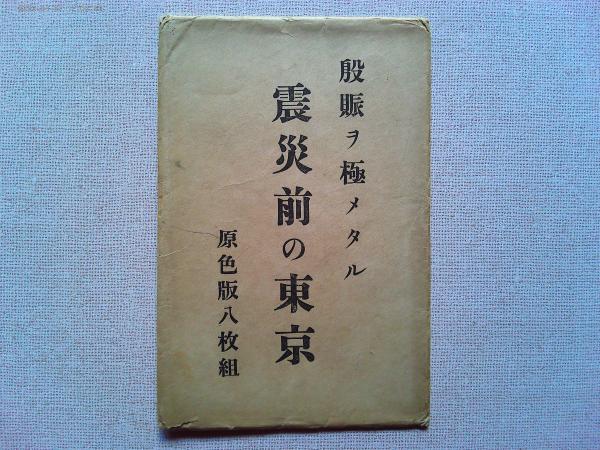 殷賑ヲ極メタル
震災前の東京
原色版八枚組